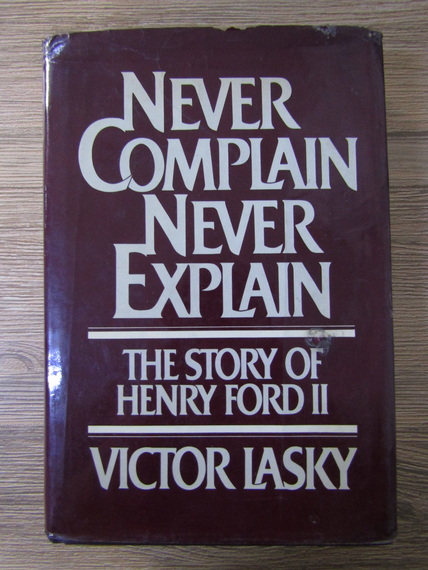 NEVER
COMPLAIN
NEVER
EXPLAIN
THE STORY OF
HENRY FORD II
VICTOR LASKY